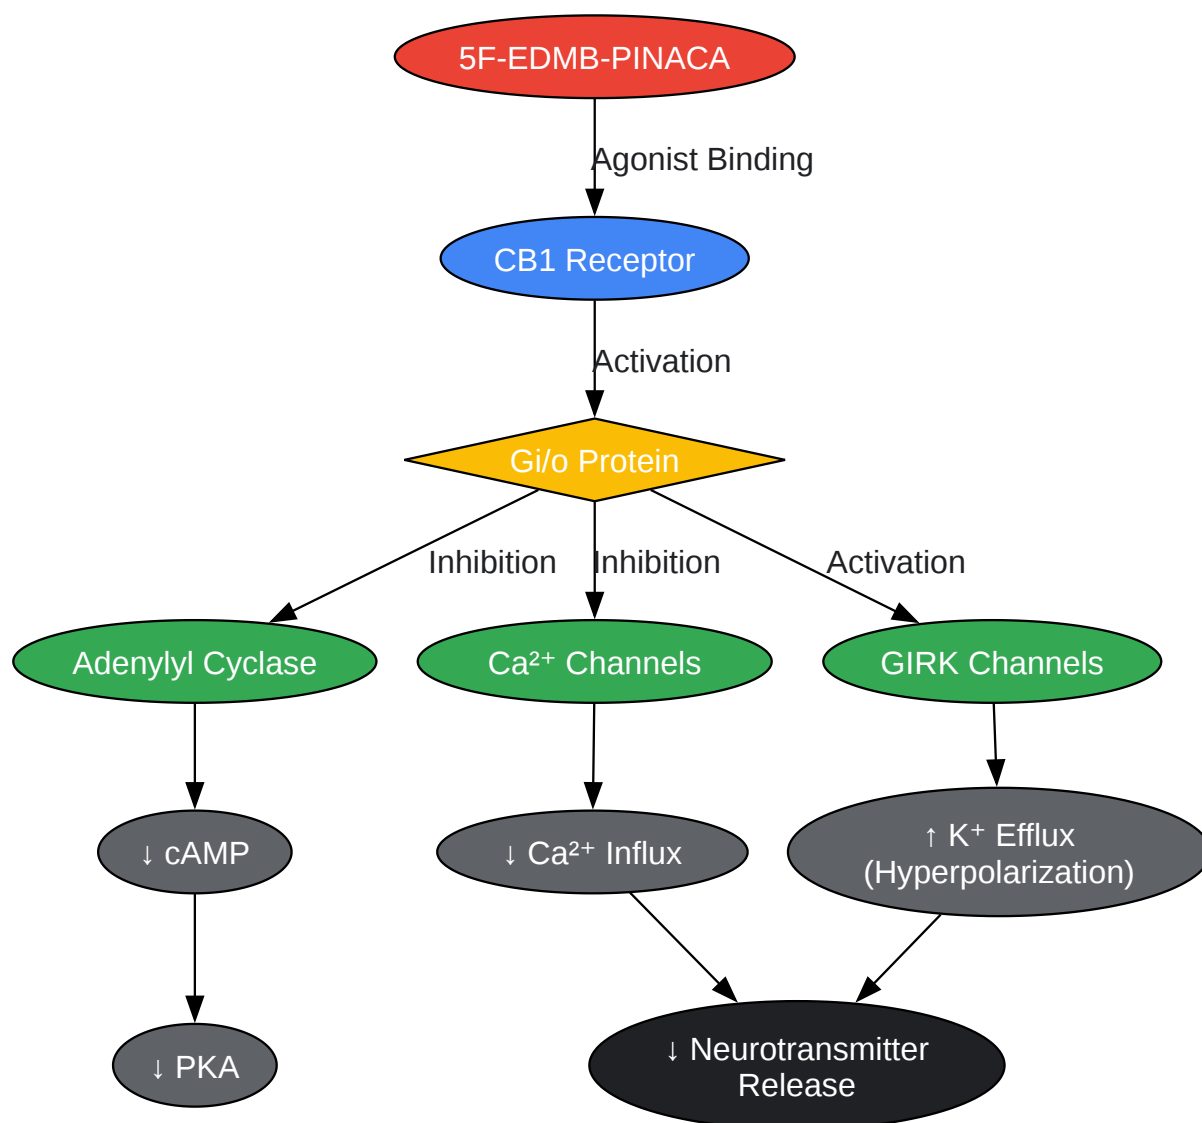 5F-EDMB-PINACA
Agonist Binding
CB1 Receptor
Activation
Gi/o Protein
Inhibition
Inhibition
Activation
Adenylyl Cyclase
Ca²⁺ Channels
GIRK Channels
↓ cAMP
↓ Ca²⁺ Influx
↑ K⁺ Efflux
(Hyperpolarization)
↓ PKA
↓ Neurotransmitter
Release